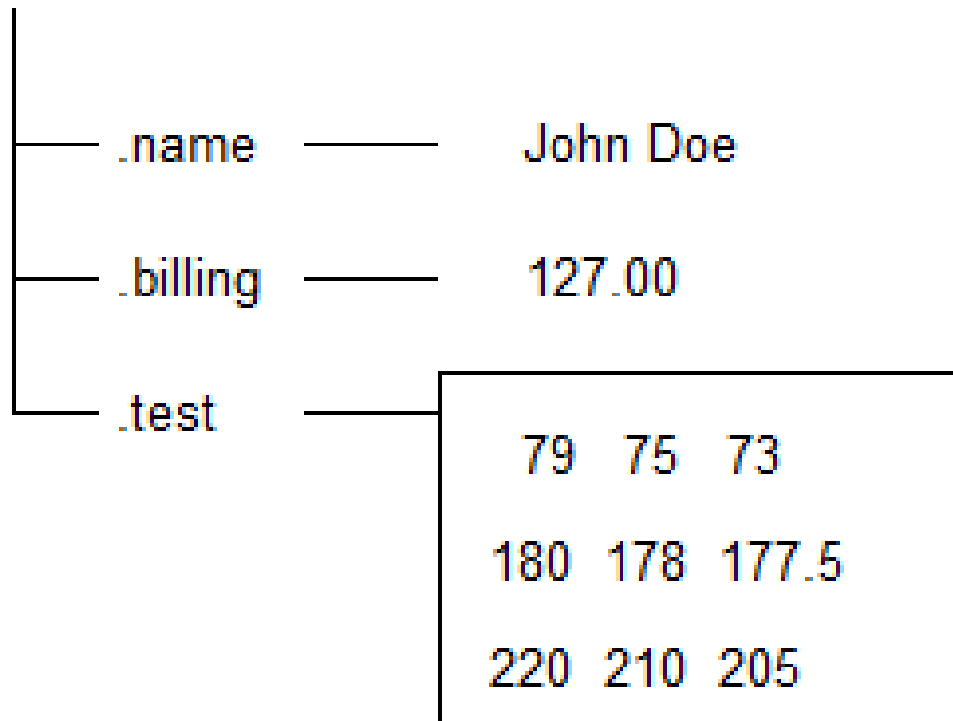 .name John Doe
.billing 127.00
.test
79 75 73
180 178 177.5
220 210 205